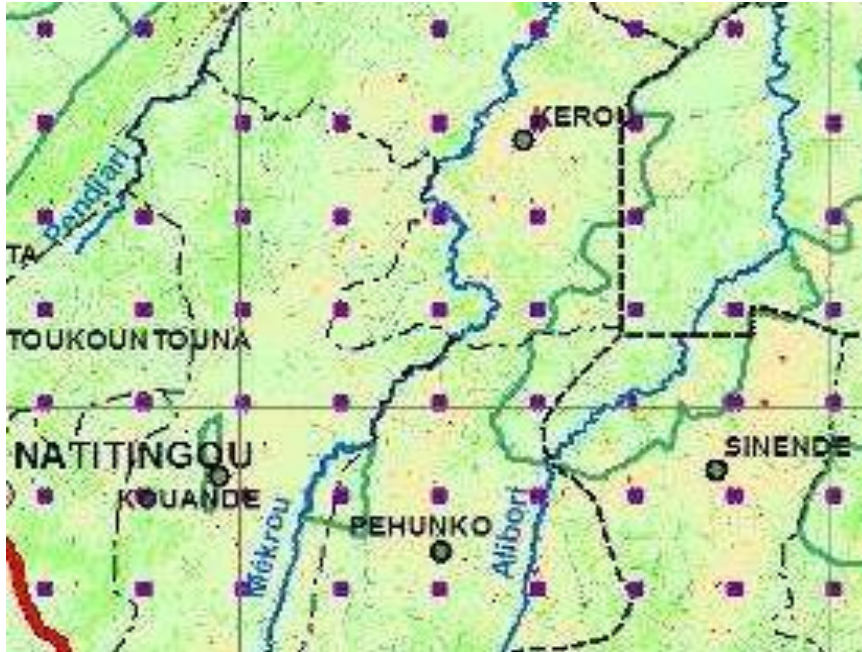 KEROU
Pendjari
TA
TOUKOUNTOUNA
NATITINGOU
SINENDE
KOUANDE
PEHUNKO
Mékrou
Alibori